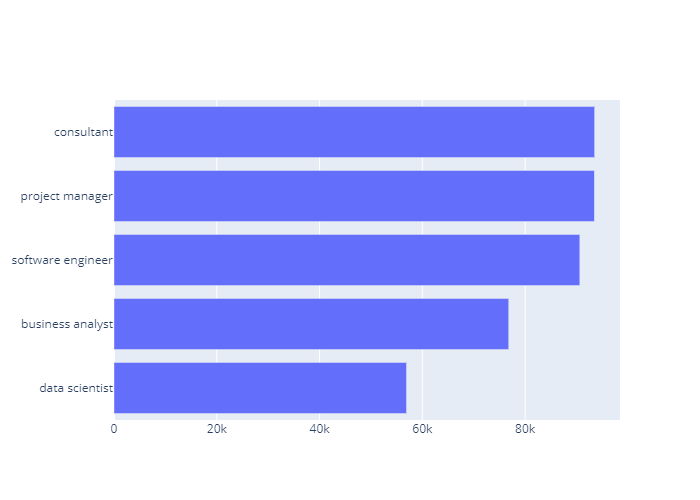 consultant
project manager
software engineer
business analyst
data scientist
0 20k 40k 60k 80k